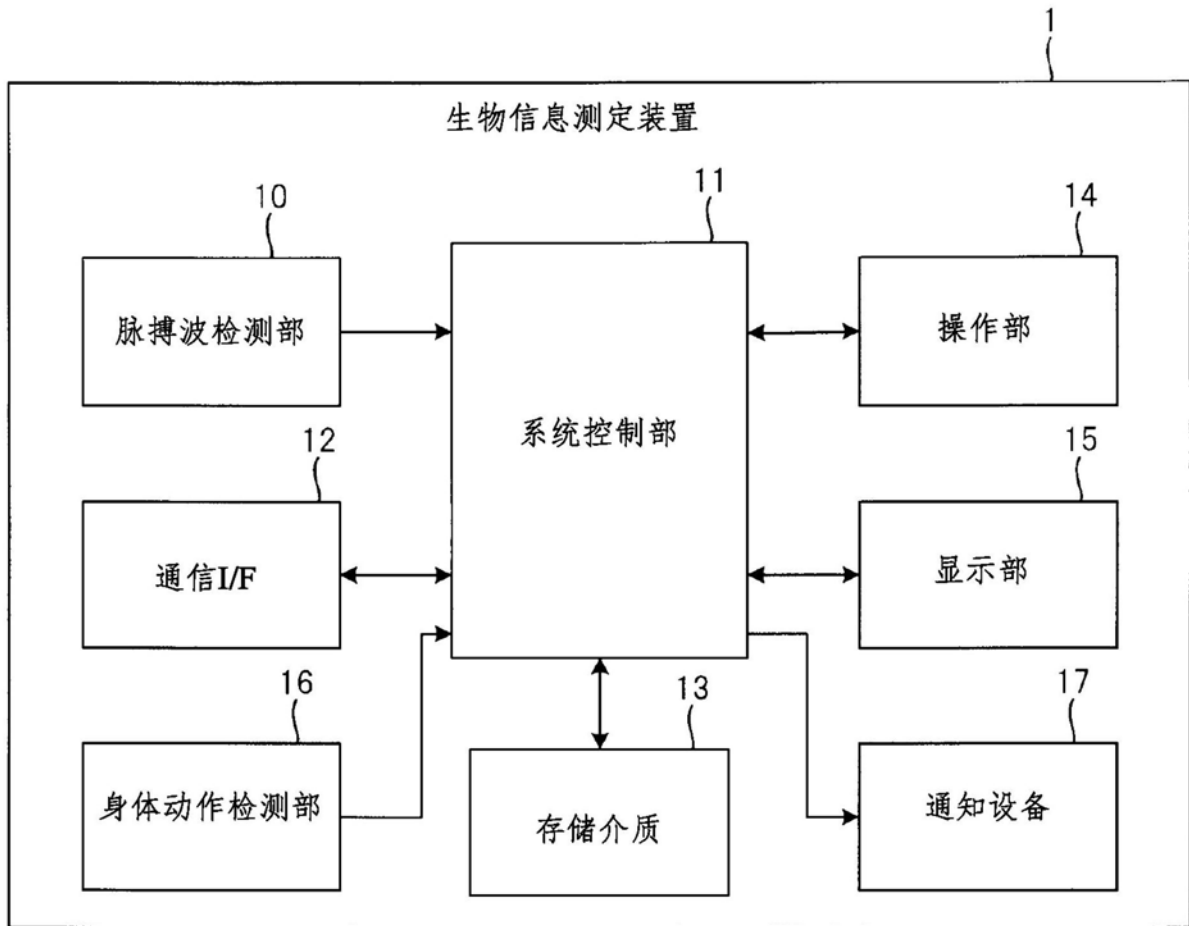 1
生物信息测定装置
10
11
14
脉搏波检测部
系统控制部
操作部
12
15
通信I/F
显示部
16
13
17
身体动作检测部
存储介质
通知设备